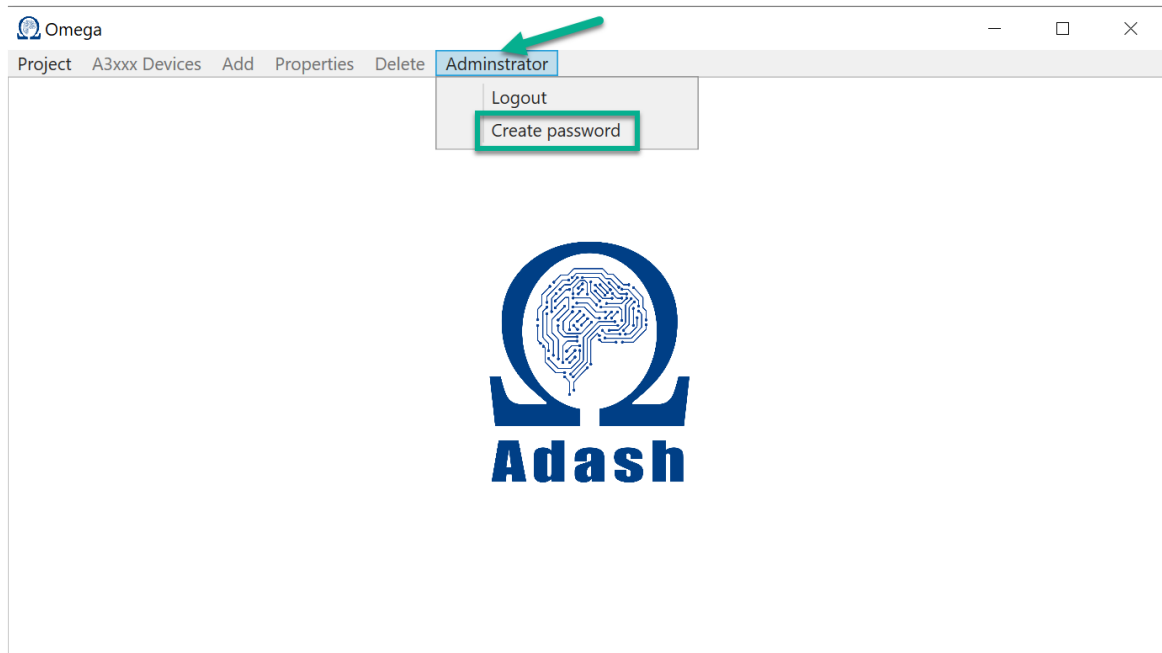 Omega
Project A3xxx Devices Add Properties Delete Adminstrator
Logout
Create password
Adash